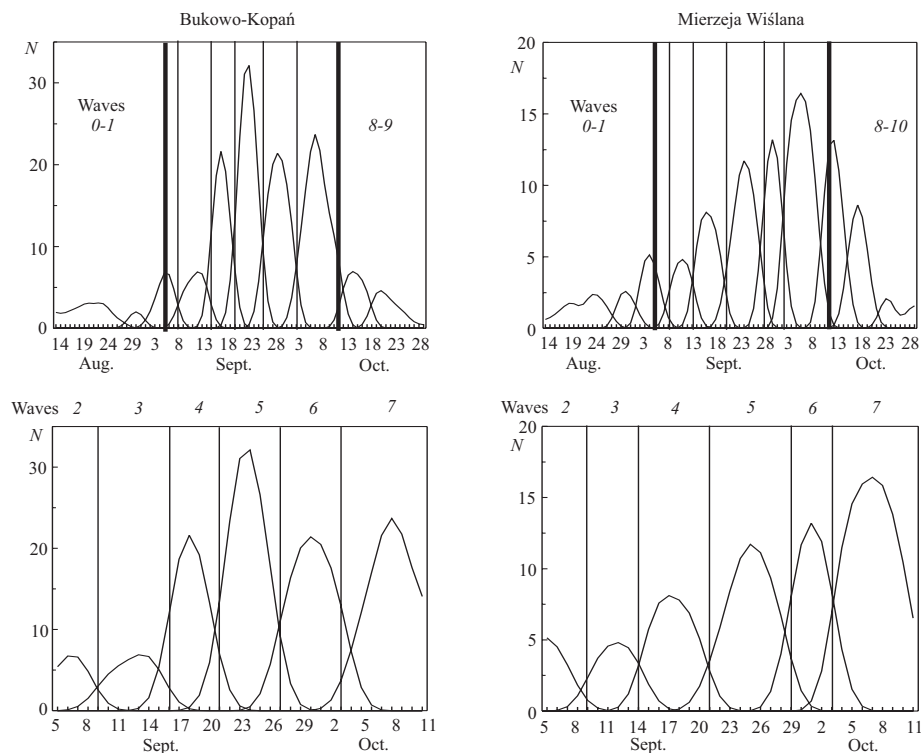 Bukowo-Kopań
N
30
20
10
0
Waves
0-1
8-9
14 19 24 29 3 8 13 18 23 28 3 8 13 18 23 28
Aug. Sept. Oct.
Mierzeja Wiślana
20
N
15
10
5
0
Waves
0-1
8-10
14 19 24 29 3 8 13 18 23 28 3 8 13 18 23 28
Aug. Sept. Oct.
Waves 2 3 4 5 6 7
N
30
20
10
0
5 8 11 14 17 20 23 26 29 2 5 8 11
Sept. Oct.
Waves 2 3 4 5 6 7
20
N
15
10
5
0
5 8 11 14 17 20 23 26 29 2 5 8 11
Sept. Oct.